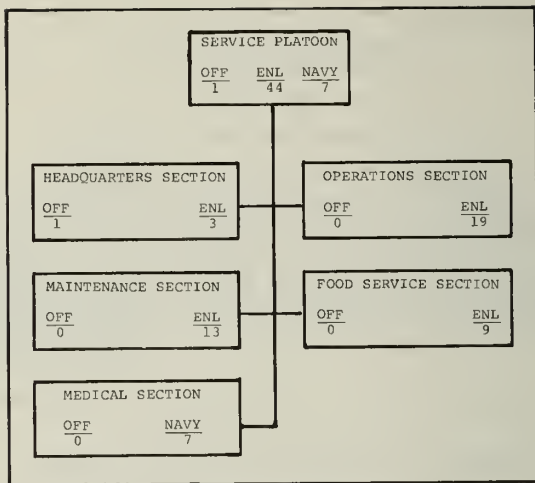 SERVICE PLATOON
OFF ENL NAVY
1 44 7
HEADQUARTERS SECTION
OFF ENL
1 3
OPERATIONS SECTION
OFF ENL
0 19
MAINTENANCE SECTION
OFF ENL
0 13
FOOD SERVICE SECTION
OFF ENL
0 9
MEDICAL SECTION
OFF NAVY
0 7